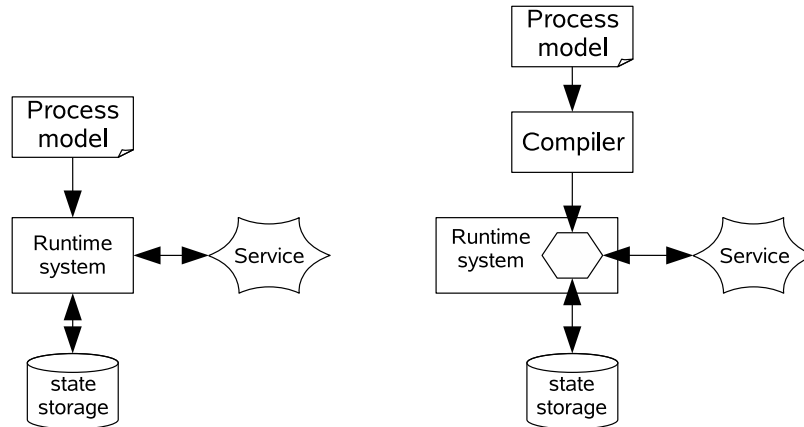 Process
model
Runtime
system
Service
state
storage
Process
model
Compiler
Runtime
system
Service
state
storage